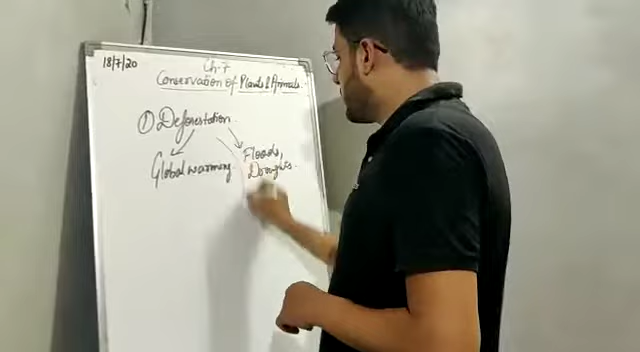 18/7/20
Ch-7
Conservation of Plants & Animals.
① Deforestation.
Global warming
Floods,
Droughts.